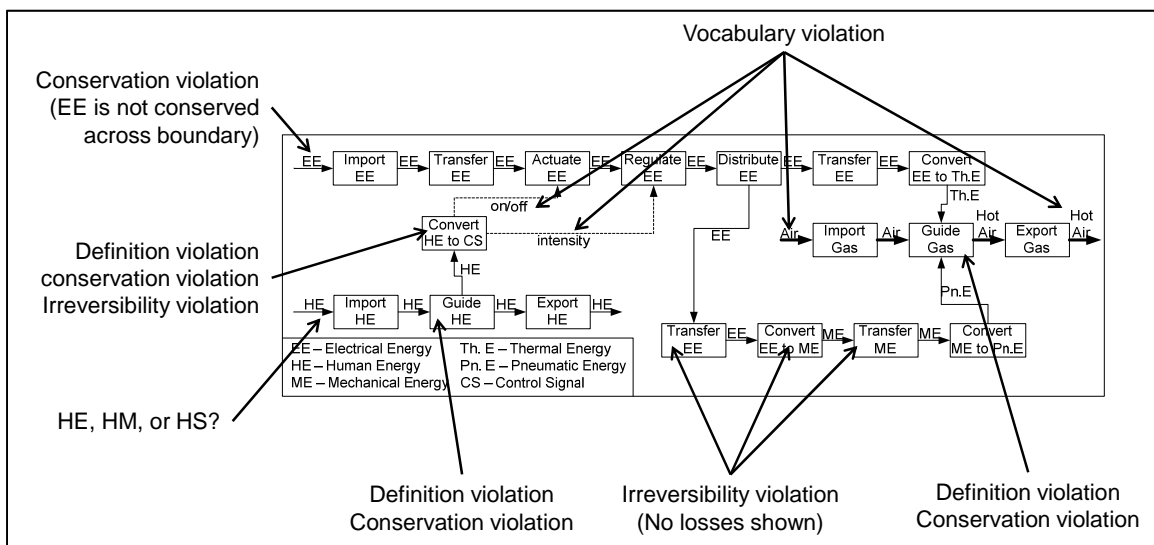 Vocabulary violation
Conservation violation
(EE is not conserved
across boundary)
EE
Import
EE
EE
Transfer
EE
EE
Actuate
EE
EE
Regulate
EE
EE
Distribute
EE
EE
Transfer
EE
EE
Convert
EE to Th.E
on/off
Th.E
Convert
HE to CS
intensity
EE
Air
Import
Gas
Air
Guide
Gas
Hot
Air
Export
Gas
Hot
Air
Definition violation
conservation violation
Irreversibility violation
HE
Pn.E
HE
Import
HE
HE
Guide
HE
HE
Export
HE
HE
Transfer
EE
EE
Convert
EE to ME
ME
Transfer
ME
ME
Convert
ME to Pn.E
EE – Electrical Energy Th. E – Thermal Energy
HE – Human Energy Pn. E – Pneumatic Energy
ME – Mechanical Energy CS – Control Signal
HE, HM, or HS?
Definition violation
Conservation violation
Irreversibility violation
(No losses shown)
Definition violation
Conservation violation